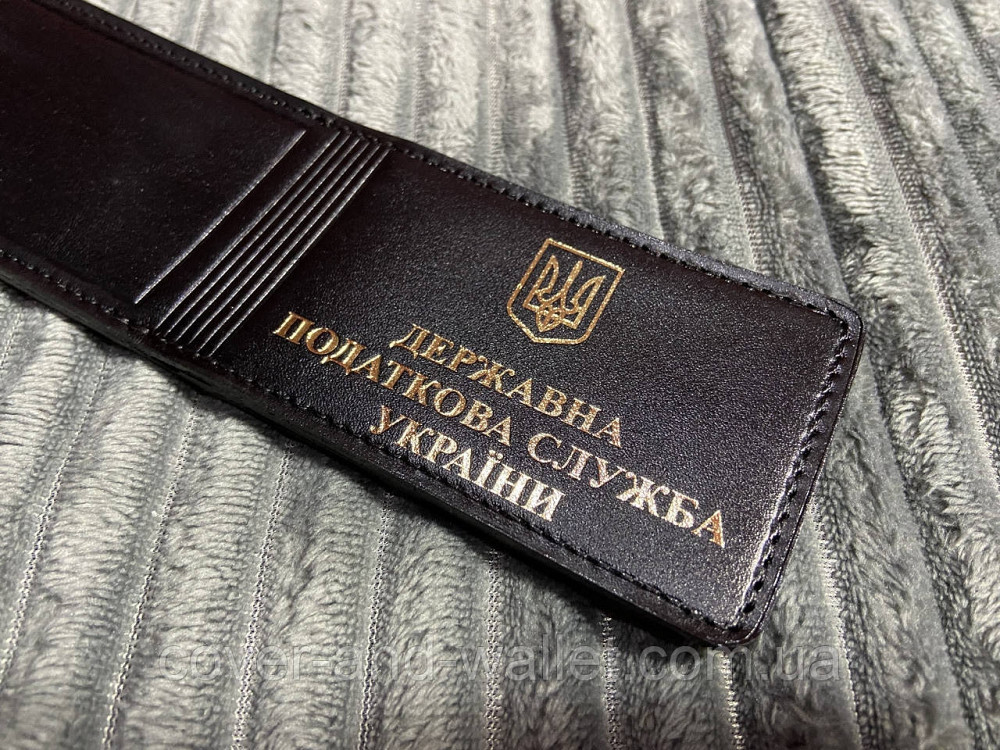 ДЕРЖАВНА
ПОДАТКОВА СЛУЖБА
УКРАЇНИ
cover-and-wallet.com.ua